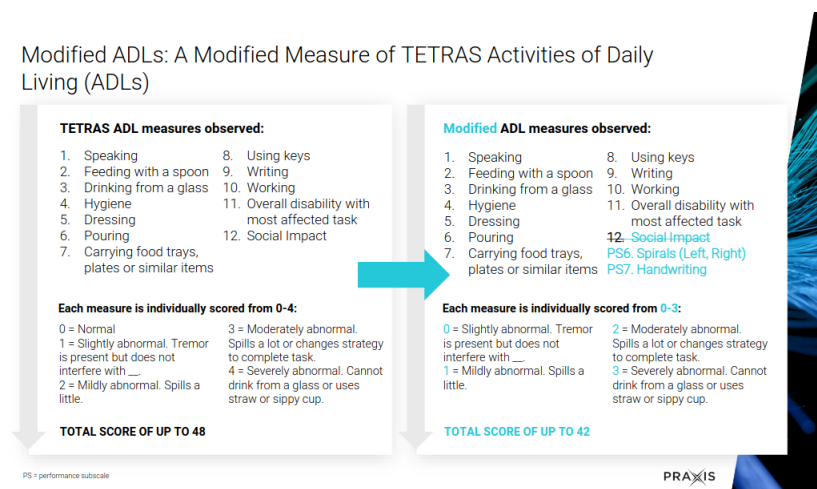 Modified ADLs: A Modified Measure of TETRAS Activities of Daily
Living (ADLs)
TETRAS ADL measures observed:
1. Speaking
2. Feeding with a spoon
3. Drinking from a glass
4. Hygiene
5. Dressing
6. Pouring
7. Carrying food trays,
plates or similar items
8. Using keys
9. Writing
10. Working
11. Overall disability with
most affected task
12. Social Impact
Each measure is individually scored from 0-4:
0 = Normal
1 = Slightly abnormal. Tremor
is present but does not
interfere with __.
2 = Mildly abnormal. Spills a
little.
3 = Moderately abnormal.
Spills a lot or changes strategy
to complete task.
4 = Severely abnormal. Cannot
drink from a glass or uses
straw or sippy cup.
TOTAL SCORE OF UP TO 48
Modified ADL measures observed:
1. Speaking
2. Feeding with a spoon
3. Drinking from a glass
4. Hygiene
5. Dressing
6. Pouring
7. Carrying food trays,
plates or similar items
8. Using keys
9. Writing
10. Working
11. Overall disability with
most affected task
12. Social Impact
PS6. Spirals (Left, Right)
PS7. Handwriting
Each measure is individually scored from 0-3:
0 = Slightly abnormal. Tremor
is present but does not
interfere with __.
1 = Mildly abnormal. Spills a
little.
2 = Moderately abnormal.
Spills a lot or changes strategy
to complete task.
3 = Severely abnormal. Cannot
drink from a glass or uses
straw or sippy cup.
TOTAL SCORE OF UP TO 42
PS = performance subscale
PRAXIS